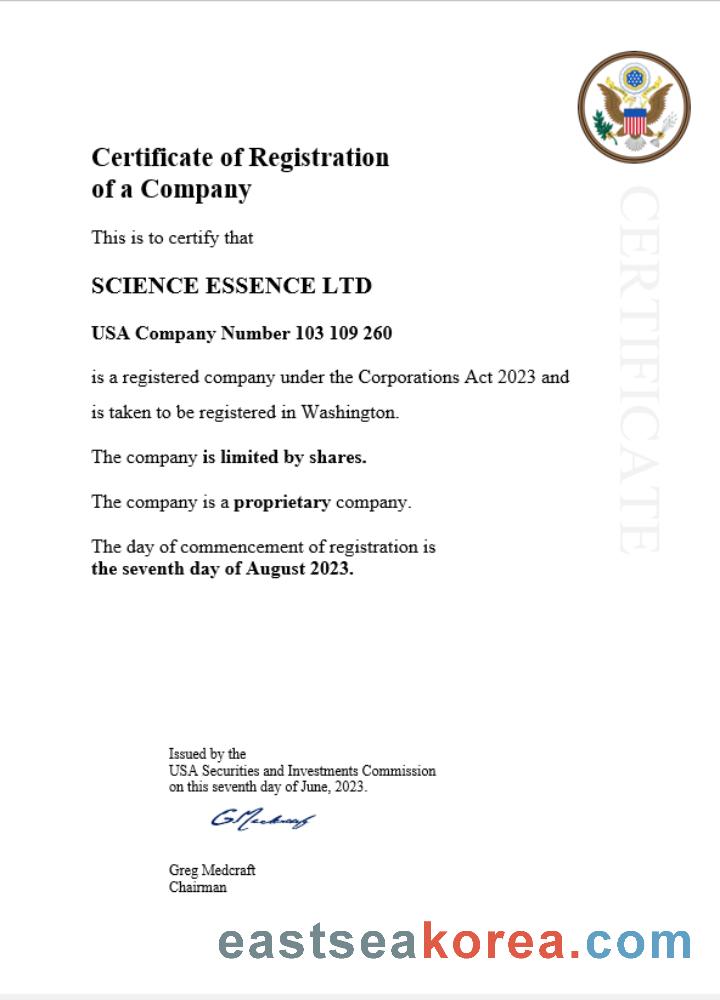 Certificate of Registration
of a Company
This is to certify that
SCIENCE ESSENCE LTD
USA Company Number 103 109 260
is a registered company under the Corporations Act 2023 and
is taken to be registered in Washington.
The company is limited by shares.
The company is a proprietary company.
The day of commencement of registration is
the seventh day of August 2023.
CERTIFICATE
Issued by the
USA Securities and Investments Commission
on this seventh day of June, 2023.
GMedcraft
Greg Medcraft
Chairman
eastseakorea.com